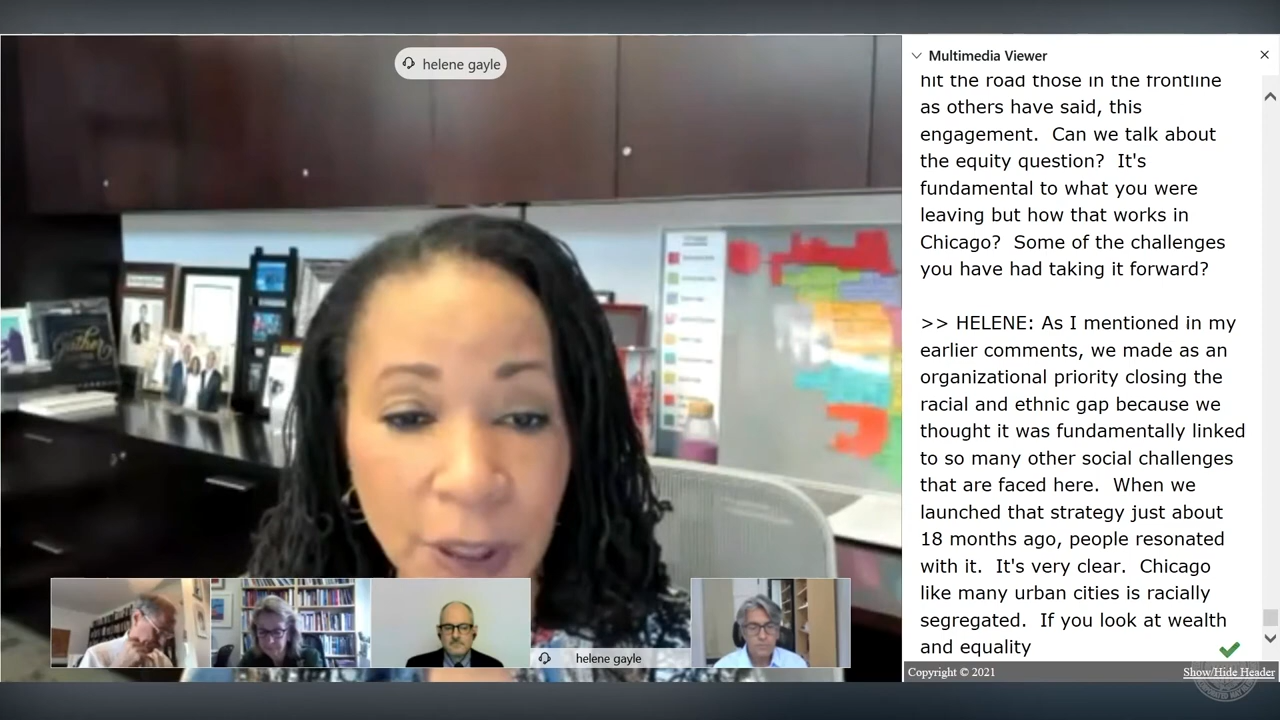 helene gayle
Multimedia Viewer
hit the road those in the frontline
as others have said, this
engagement. Can we talk about
the equity question? It's
fundamental to what you were
leaving but how that works in
Chicago? Some of the challenges
you have had taking it forward?
>> HELENE: As I mentioned in my
earlier comments, we made as an
organizational priority closing the
racial and ethnic gap because we
thought it was fundamentally linked
to so many other social challenges
that are faced here. When we
launched that strategy just about
18 months ago, people resonated
with it. It's very clear. Chicago
like many urban cities is racially
segregated. If you look at wealth
and equality
Gather
helene gayle
Copyright © 2021
Show/Hide Header